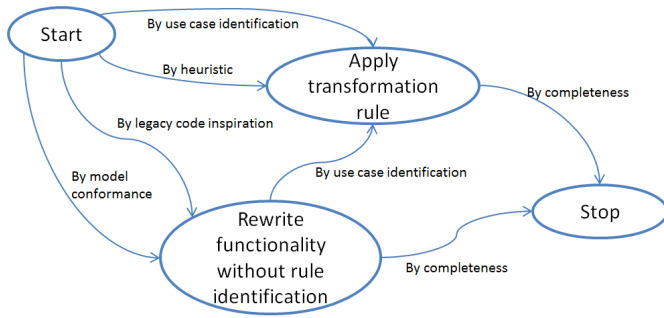 Start
By use case identification
By heuristic
Apply
transformation
rule
By completeness
By legacy code inspiration
By model
conformance
By use case identification
Rewrite
functionality
without rule
identification
Stop
By completeness